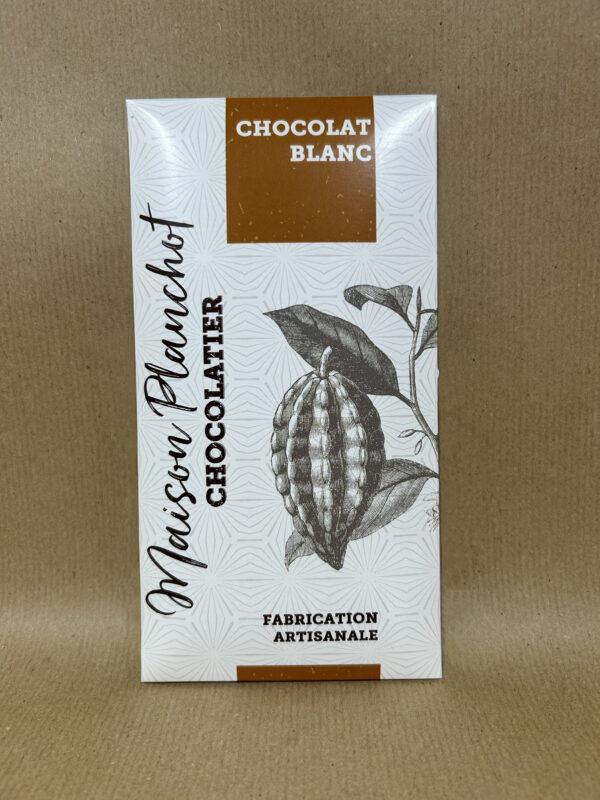 CHOCOLAT
BLANC
Maison Planchot
CHOCOLATIER
FABRICATION
ARTISANALE